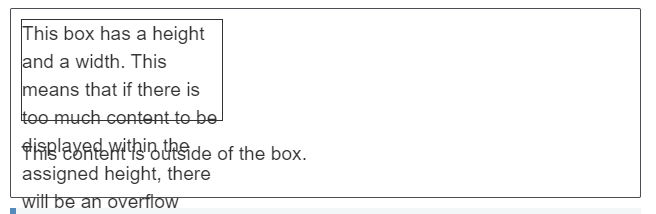 This box has a height
and a width. This
means that if there is
too much content to be
displayed within the
This content is outside of the box.
assigned height, there
will be an overflow